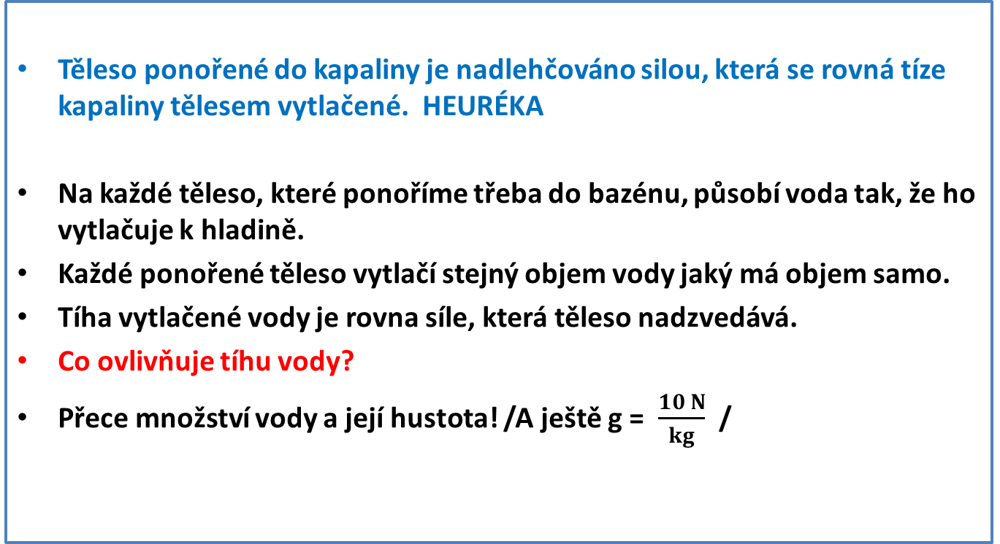 • Těleso ponořené do kapaliny je nadlehčováno silou, která se rovná tíze
kapaliny tělesem vytlačené.  HEURÉKA
• Na každé těleso, které ponoříme třeba do bazénu, působí voda tak, že ho
vytlačuje k hladině.
• Každé ponořené těleso vytlačí stejný objem vody jaký má objem samo.
• Tíha vytlačené vody je rovna síle, která těleso nadzvedává.
• Co ovlivňuje tíhu vody?
• Přece množství vody a její hustota! /A ještě g = 10 N/kg /